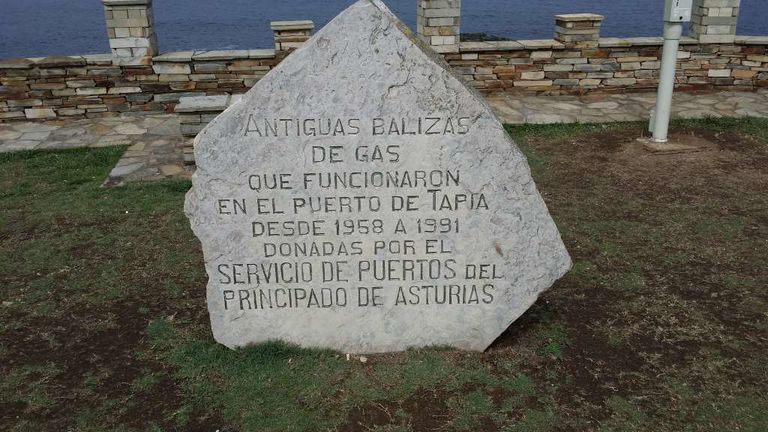 ANTIGUAS BALIZAS
DE GAS
QUE FUNCIONARON
EN EL PUERTO DE TAPIA
DESDE 1958 A 1991
DONADAS POR EL
SERVICIO DE PUERTOS DEL
PRINCIPADO DE ASTURIAS